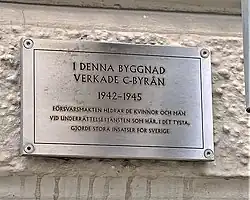 I DENNA BYGGNAD
VERKADE C-BYRÅN
1942–1945
FÖRSVARSMAKTEN HEDRAR DE KVINNOR OCH MÄN
VID UNDERRÄTTELSETJÄNSTEN SOM HÄR, I DET TYSTA,
GJORDE STORA INSATSER FÖR SVERIGE.